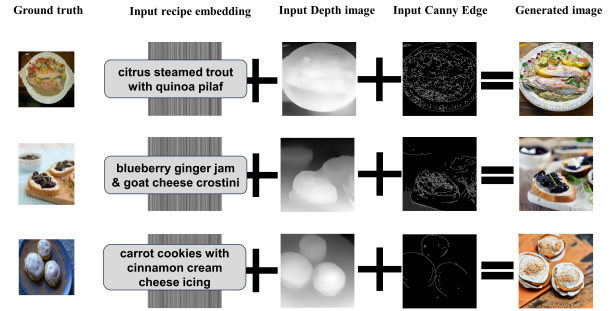 Ground truth
Input recipe embedding
Input Depth image
Input Canny Edge
Generated image
citrus steamed trout
with quinoa pilaf
blueberry ginger jam
& goat cheese crostini
carrot cookies with
cinnamon cream
cheese icing